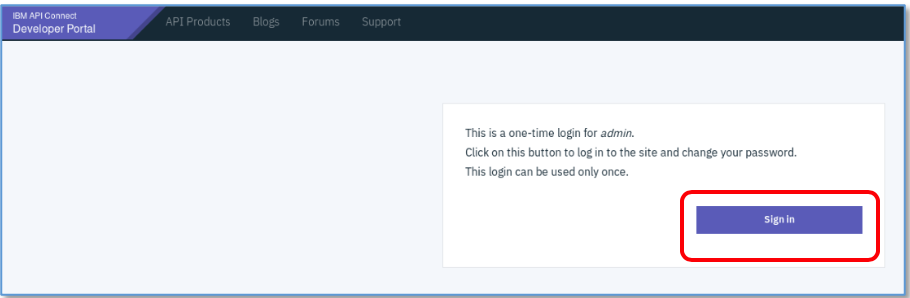 IBM API Connect
Developer Portal
API Products Blogs Forums Support
This is a one-time login for admin.
Click on this button to log in to the site and change your password.
This login can be used only once.
Sign in